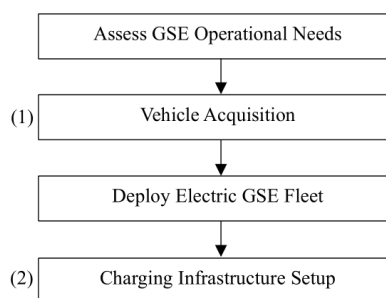 Assess GSE Operational Needs
(1) Vehicle Acquisition
Deploy Electric GSE Fleet
(2) Charging Infrastructure Setup